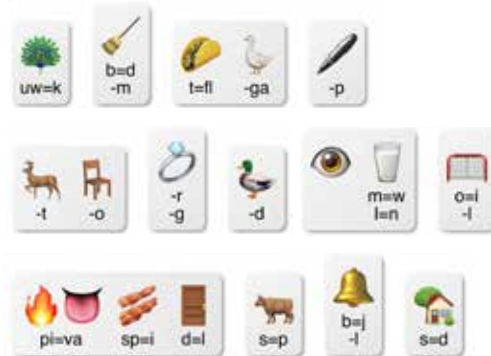 uw=k b=d t=fl -ga -p
-m
-t -o -r -d m=w o=i
-g l=n -l
pi=va sp=i d=l s=p b=j s=d
-l